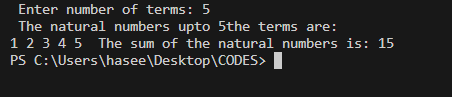 Enter number of terms: 5
The natural numbers upto 5the terms are:
1 2 3 4 5  The sum of the natural numbers is: 15
PS C:\Users\hasee\Desktop\CODES>